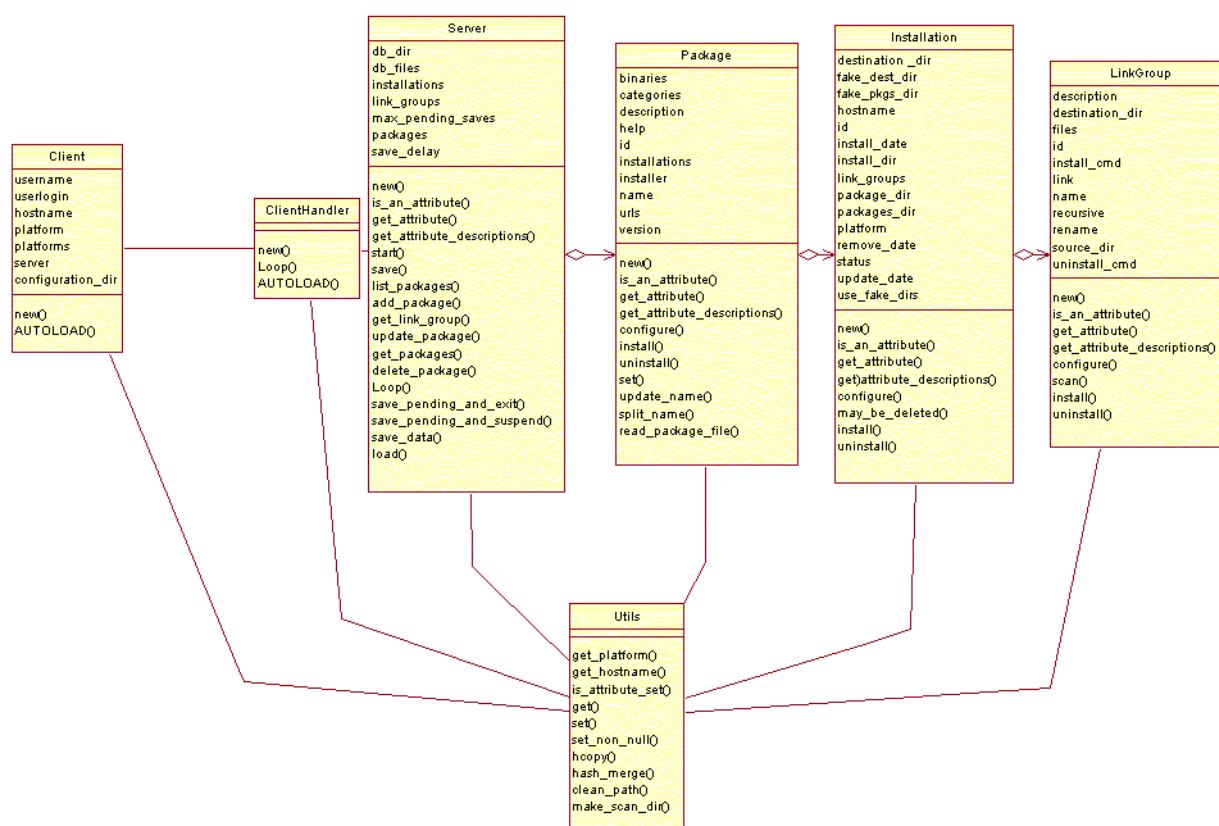 Client
username
userlogin
hostname
platform
platforms
server
configuration_dir
new()
AUTOLOAD()
ClientHandler
new()
Loop()
AUTOLOAD()
Server
db_dir
db_files
installations
link_groups
max_pending_saves
packages
save_delay
new()
is_an_attribute()
get_attribute()
get_attribute_descriptions()
start()
save()
list_packages()
add_package()
get_link_group()
update_package()
get_packages()
delete_package()
Loop()
save_pending_and_exit()
save_pending_and_suspend()
save_data()
load()
Package
binaries
categories
description
help
id
installations
installer
name
urls
version
new()
is_an_attribute()
get_attribute()
get_attribute_descriptions()
configure()
install()
uninstall()
set()
update_name()
split_name()
read_package_file()
Installation
destination _dir
fake_dest_dir
fake_pkgs_dir
hostname
id
install_date
install_dir
link_groups
package_dir
packages_dir
platform
remove_date
status
update_date
use_fake_dirs
new()
is_an_attribute()
get_attribute()
get)attribute_descriptions()
configure()
may_be_deleted()
install()
uninstall()
LinkGroup
description
destination_dir
files
id
install_cmd
link
name
recursive
rename
source_dir
uninstall_cmd
new()
is_an_attribute()
get_attribute()
get_attribute_descriptions()
configure()
scan()
install()
uninstall()
Utils
get_platform()
get_hostname()
is_attribute_set()
get()
set()
set_non_null()
hcopy()
hash_merge()
clean_path()
make_scan_dir()